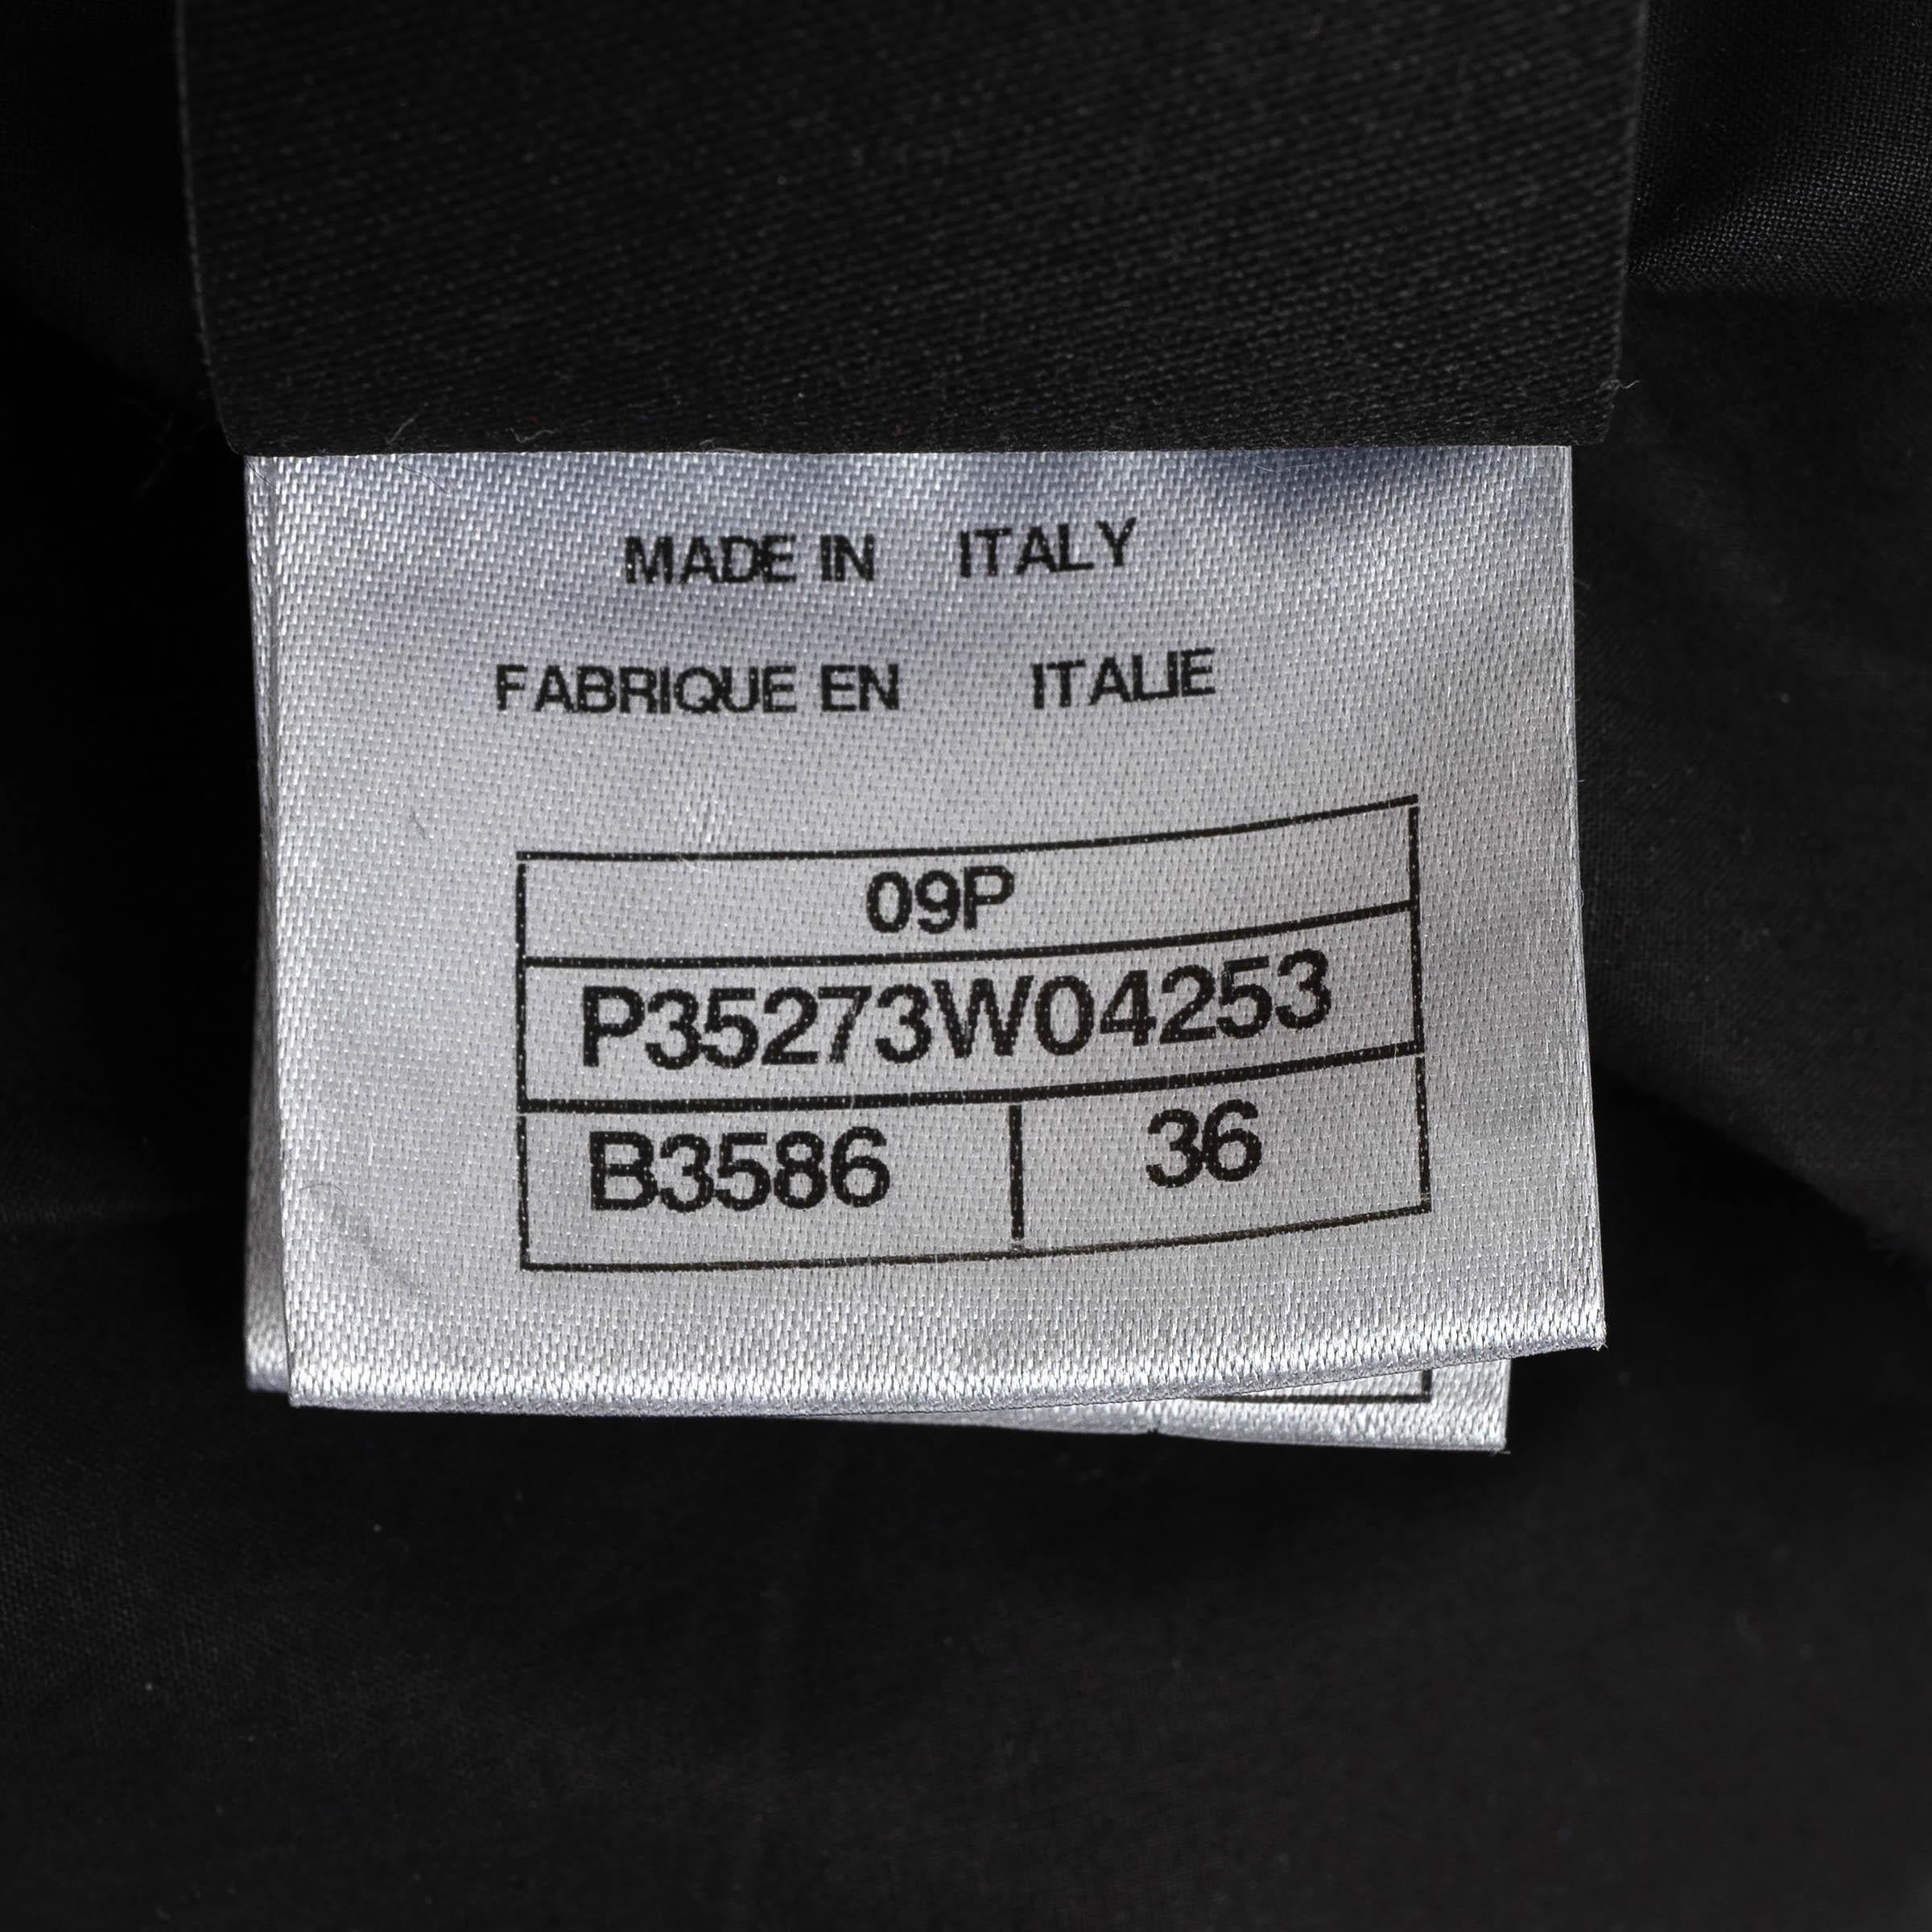 MADE IN ITALY
FABRIQUE EN ITALIE
09P
P35273W04253
B3586 36